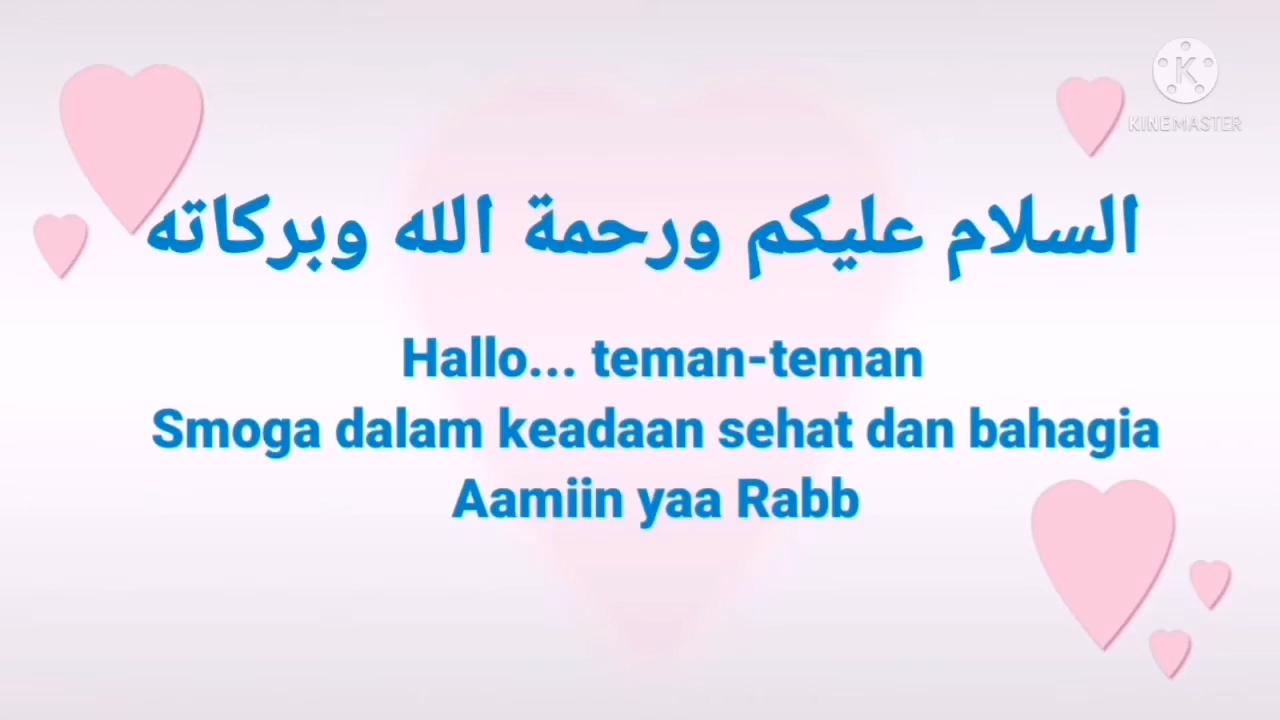 KINEMASTER
السلام عليكم ورحمة الله وبركاته
Hallo... teman-teman
Smoga dalam keadaan sehat dan bahagia
Aamiin yaa Rabb